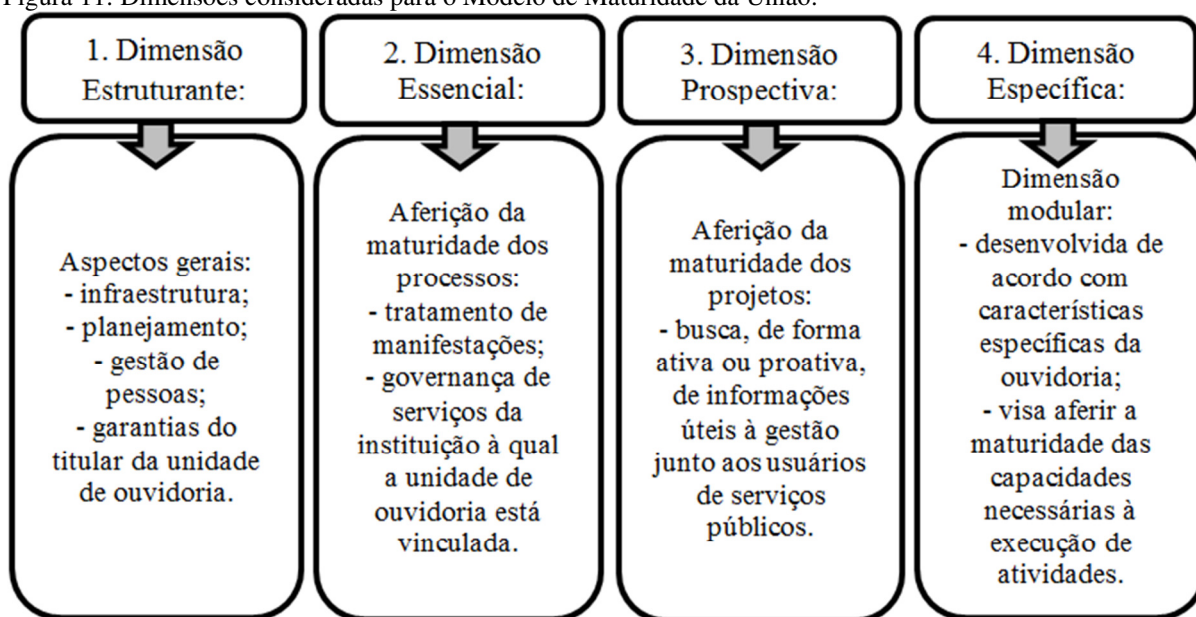 Figura 11: Dimensões consideradas para o Modelo de Maturidade da União.
1. Dimensão
Estruturante:
Aspectos gerais:
- infraestrutura;
- planejamento;
- gestão de
pessoas;
- garantias do
titular da unidade
de ouvidoria.
2. Dimensão
Essencial:
Aferição da
maturidade dos
processos:
- tratamento de
manifestações;
- governança de
serviços da
instituição à qual
a unidade de
ouvidoria está
vinculada.
3. Dimensão
Prospectiva:
Aferição da
maturidade dos
projetos:
- busca, de forma
ativa ou proativa,
de informações
úteis à gestão
junto aos usuários
de serviços
públicos.
4. Dimensão
Específica:
Dimensão
modular:
- desenvolvida de
acordo com
características
específicas da
ouvidoria;
- visa aferir a
maturidade das
capacidades
necessárias à
execução de
atividades.